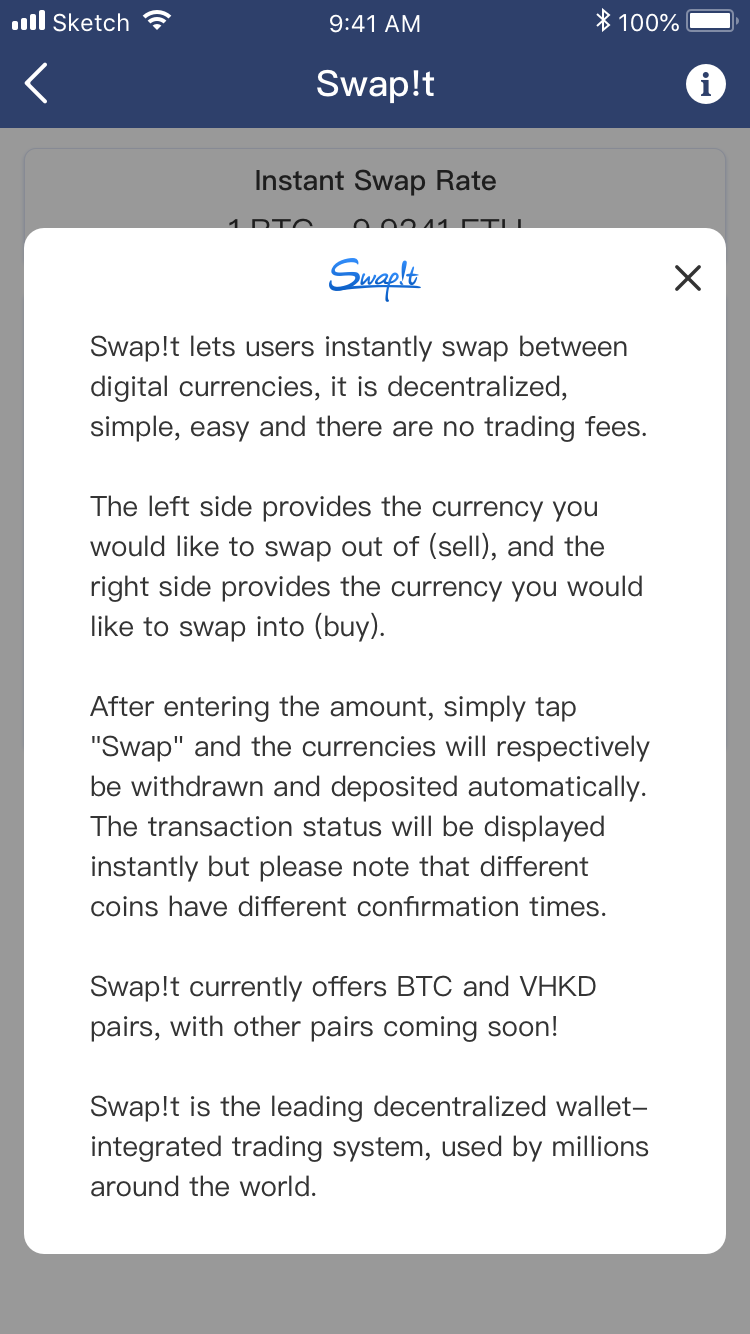 Sketch
9:41 AM
100%
Swap!t
Instant Swap Rate
Swap!t
Swap!t lets users instantly swap between
digital currencies, it is decentralized,
simple, easy and there are no trading fees.
The left side provides the currency you
would like to swap out of (sell), and the
right side provides the currency you would
like to swap into (buy).
After entering the amount, simply tap
"Swap" and the currencies will respectively
be withdrawn and deposited automatically.
The transaction status will be displayed
instantly but please note that different
coins have different confirmation times.
Swap!t currently offers BTC and VHKD
pairs, with other pairs coming soon!
Swap!t is the leading decentralized wallet–
integrated trading system, used by millions
around the world.